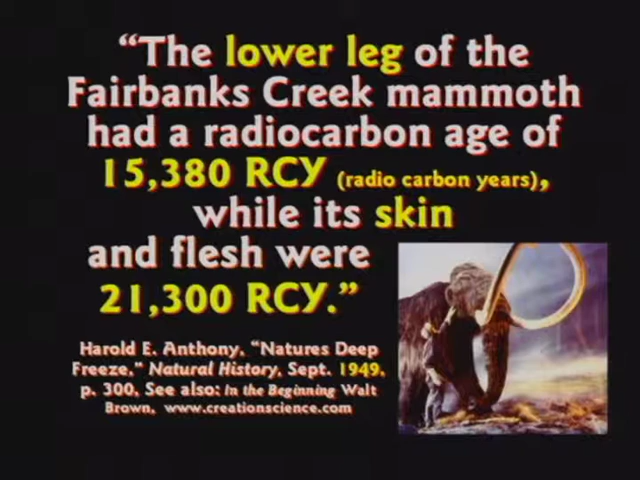 “The lower leg of the
Fairbanks Creek mammoth
had a radiocarbon age of
15,380 RCY (radio carbon years),
while its skin
and flesh were
21,300 RCY.”
Harold E. Anthony, “Natures Deep
Freeze,” Natural History, Sept. 1949,
p. 300, See also: In the Beginning Walt
Brown, www.creationscience.com